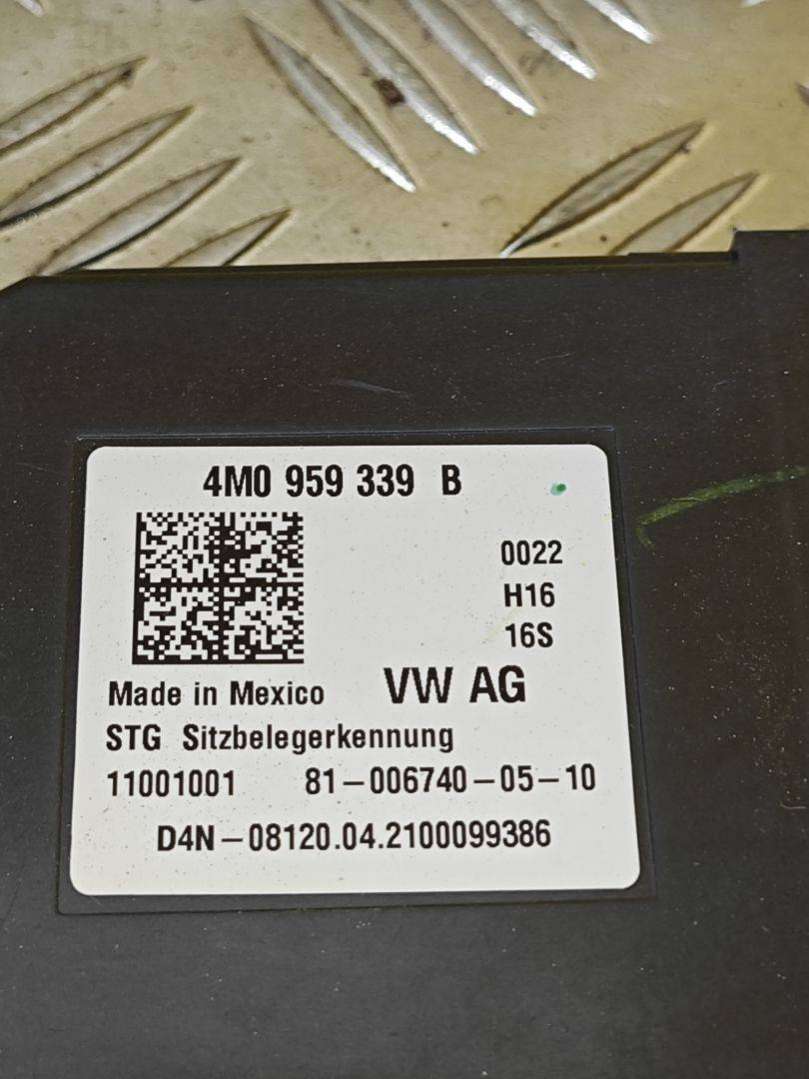 4M0 959 339 B
0022
H16
16S
Made in Mexico VW AG
STG Sitzbelegerkennung
11001001 81-006740-05-10
D4N-08120.04.2100099386